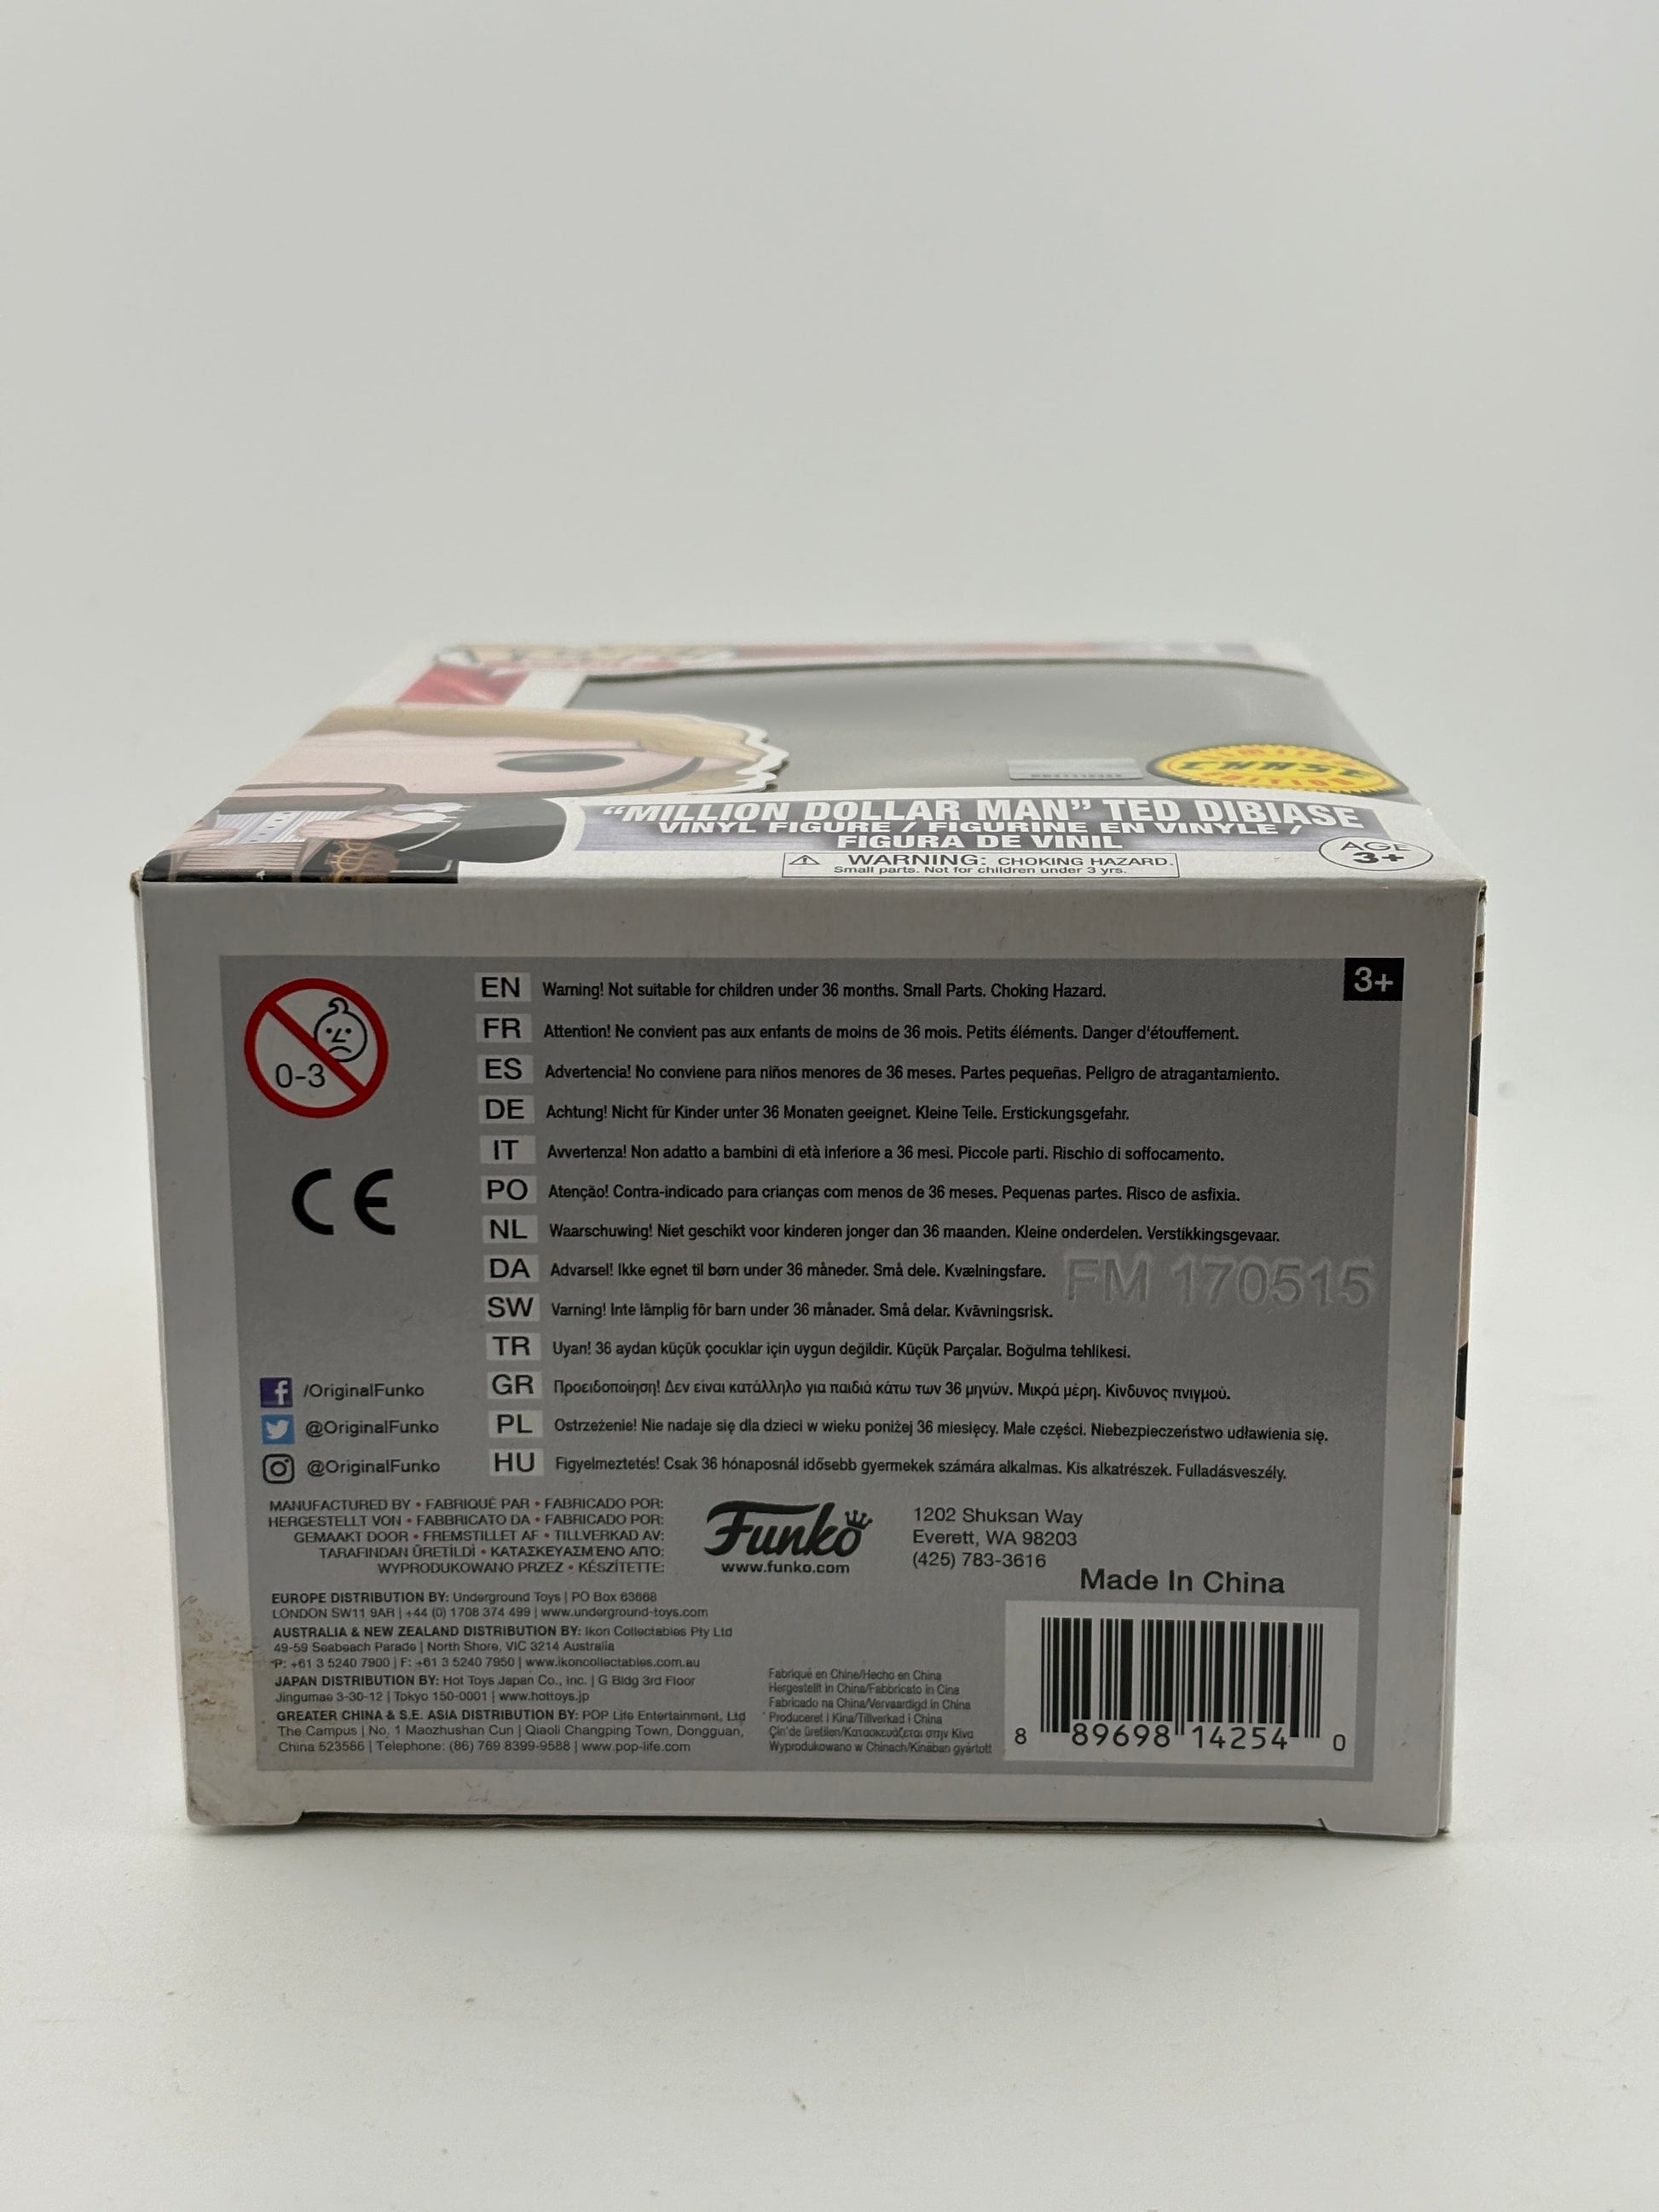 LIMITED
CHASE
EDITION
“MILLION DOLLAR MAN” TED DIBIASE
VINYL FIGURE / FIGURINE EN VINYLE /
FIGURA DE VINIL
AGE
3+
WARNING: CHOKING HAZARD.
Small parts. Not for children under 3 yrs.
3+
0-3
CE
EN Warning! Not suitable for children under 36 months. Small Parts. Choking Hazard.
FR Attention! Ne convient pas aux enfants de moins de 36 mois. Petits éléments. Danger d'étouffement.
ES Advertencia! No conviene para niños menores de 36 meses. Partes pequeñas. Peligro de atragantamiento.
DE Achtung! Nicht für Kinder unter 36 Monaten geeignet. Kleine Teile. Erstickungsgefahr.
IT Avvertenza! Non adatto a bambini di età inferiore a 36 mesi. Piccole parti. Rischio di soffocamento.
PO Atenção! Contra-indicado para crianças com menos de 36 meses. Pequenas partes. Risco de asfixia.
NL Waarschuwing! Niet geschikt voor kinderen jonger dan 36 maanden. Kleine onderdelen. Verstikkingsgevaar.
DA Advarsel! Ikke egnet til børn under 36 måneder. Små dele. Kvælningsfare.
FM 170515
SW Varning! Inte lämplig för barn under 36 månader. Små delar. Kvävningsrisk.
TR Uyan! 36 aydan küçük çocuklar için uygun değildir. Küçük Parçalar. Boğulma tehlikesi.
GR Προειδοποίηση! Δεν είναι κατάλληλο για παιδιά κάτω των 36 μηνών. Μικρά μέρη. Κίνδυνος πνιγμού.
PL Ostrzeżenie! Nie nadaje się dla dzieci w wieku poniżej 36 miesięcy. Małe części. Niebezpieczeństwo udławienia się.
HU Figyelmeztetés! Csak 36 hónaposnál idősebb gyermekek számára alkalmas. Kis alkatrészek. Fulladásveszély.
/OriginalFunko
@OriginalFunko
@OriginalFunko
MANUFACTURED BY • FABRIQUÉ PAR • FABRICADO POR:
HERGESTELLT VON • FABBRICATO DA • FABRICADO POR:
GEMAAKT DOOR • FREMSTILLET AF • TILLVERKAD AV:
TARAFINDAN ÜRETİLDİ • ΚΑΤΑΣΚΕΥΑΣΜΈΝΟ ΑΠΌ:
WYPRODUKOWANO PRZEZ • KÉSZÍTETTE:
Funko
www.funko.com
1202 Shuksan Way
Everett, WA 98203
(425) 783-3616
Made In China
EUROPE DISTRIBUTION BY: Underground Toys | PO Box 63668
LONDON SW11 9AR | +44 (0) 1708 374 499 | www.underground-toys.com
AUSTRALIA & NEW ZEALAND DISTRIBUTION BY: Ikon Collectables Pty Ltd
49-59 Seabeach Parade | North Shore, VIC 3214 Australia
P: +61 3 5240 7900 | F: +61 3 5240 7950 | www.ikoncollectables.com.au
JAPAN DISTRIBUTION BY: Hot Toys Japan Co., Inc. | G Bldg 3rd Floor
Jingumae 3-30-12 | Tokyo 150-0001 | www.hottoys.jp
GREATER CHINA & S.E. ASIA DISTRIBUTION BY: POP Life Entertainment, Ltd
The Campus | No. 1 Maozhushan Cun | Qiaoli Changping Town, Dongguan,
China 523586 | Telephone: (86) 769 8399-9588 | www.pop-life.com
Fabriqué en Chine/Hecho en China
Hergestellt in China/Fabbricato in Cina
Fabricado na China/Vervaardigd in China
Produceret i Kina/Tillverkad i China
Çin'de üretilen/Κατασκευάζεται στην Κίνα
Wyprodukowano w Chinach/Kínában gyártott
8 89698 14254 0